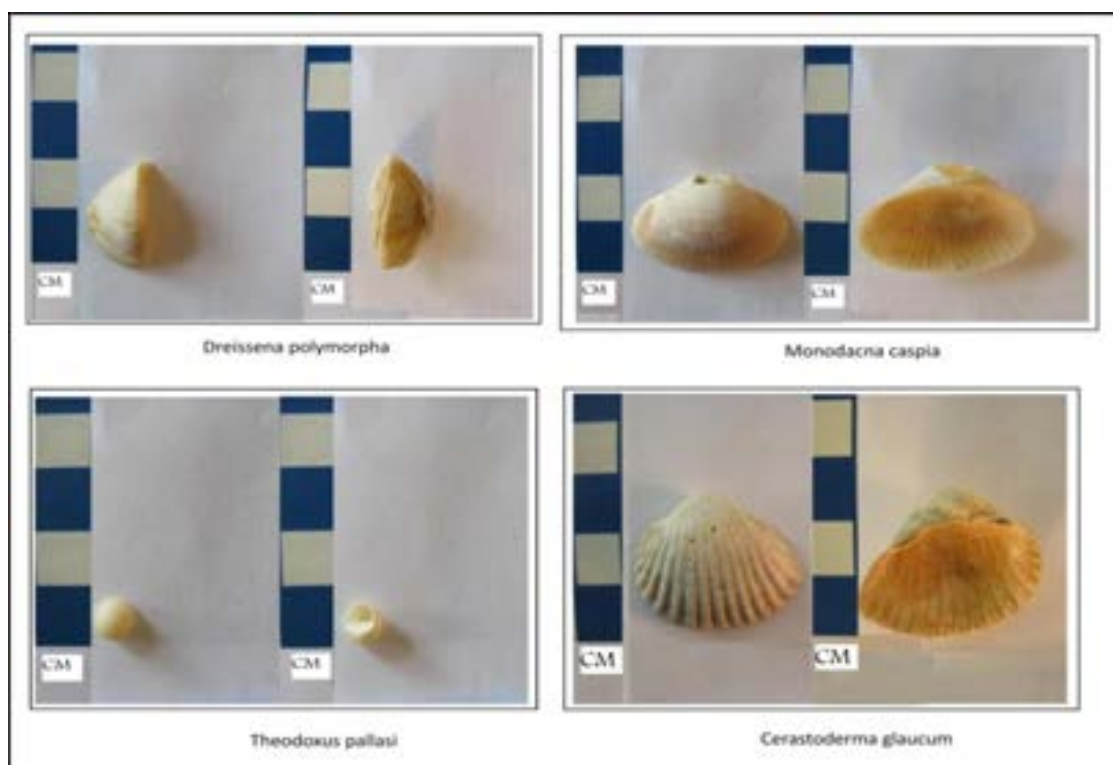 CM
CM
Dreissena polymorpha
CM
CM
Monodacna caspia
CM
CM
Theodoxus pallasi
CM
CM
Cerastoderma glaucum